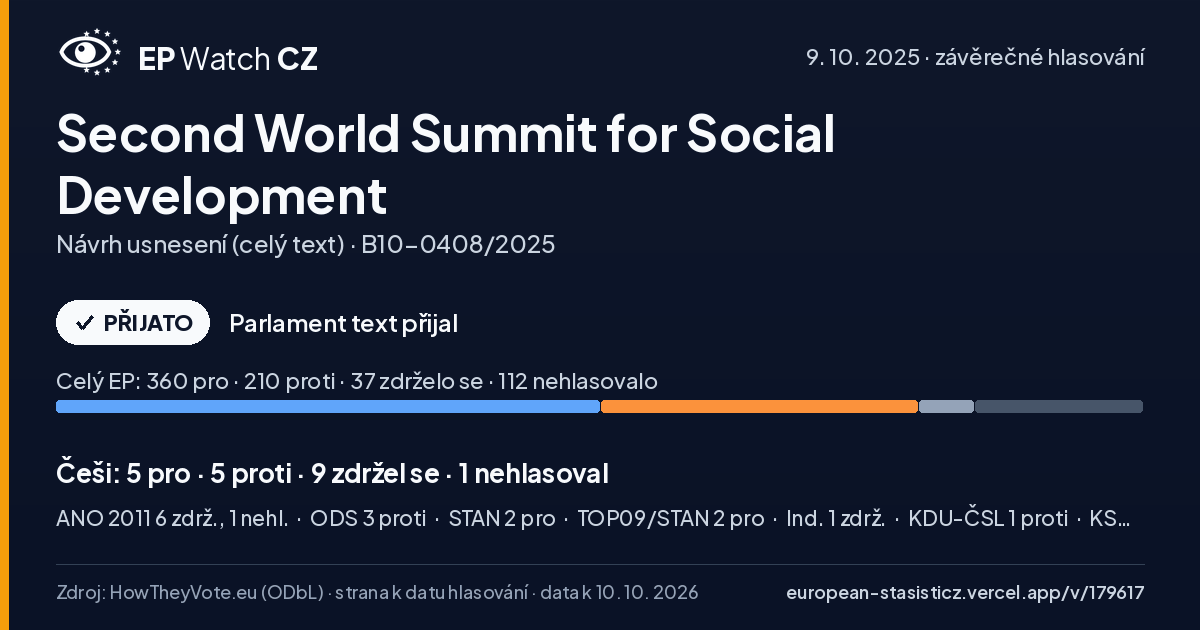 EP Watch CZ
9. 10. 2025 · závěrečné hlasování
Second World Summit for Social
Development
Návrh usnesení (celý text) · B10–0408/2025
✓ PŘIJATO
Parlament text přijal
Celý EP: 360 pro · 210 proti · 37 zdrželo se · 112 nehlasovalo
Češi: 5 pro · 5 proti · 9 zdržel se · 1 nehlasoval
ANO 2011 6 zdrž., 1 nehl. · ODS 3 proti · STAN 2 pro · TOP09/STAN 2 pro · Ind. 1 zdrž. · KDU-ČSL 1 proti · KS…
Zdroj: HowTheyVote.eu (ODbL) · strana k datu hlasování · data k 10. 10. 2026
european-stasisticz.vercel.app/v/179617